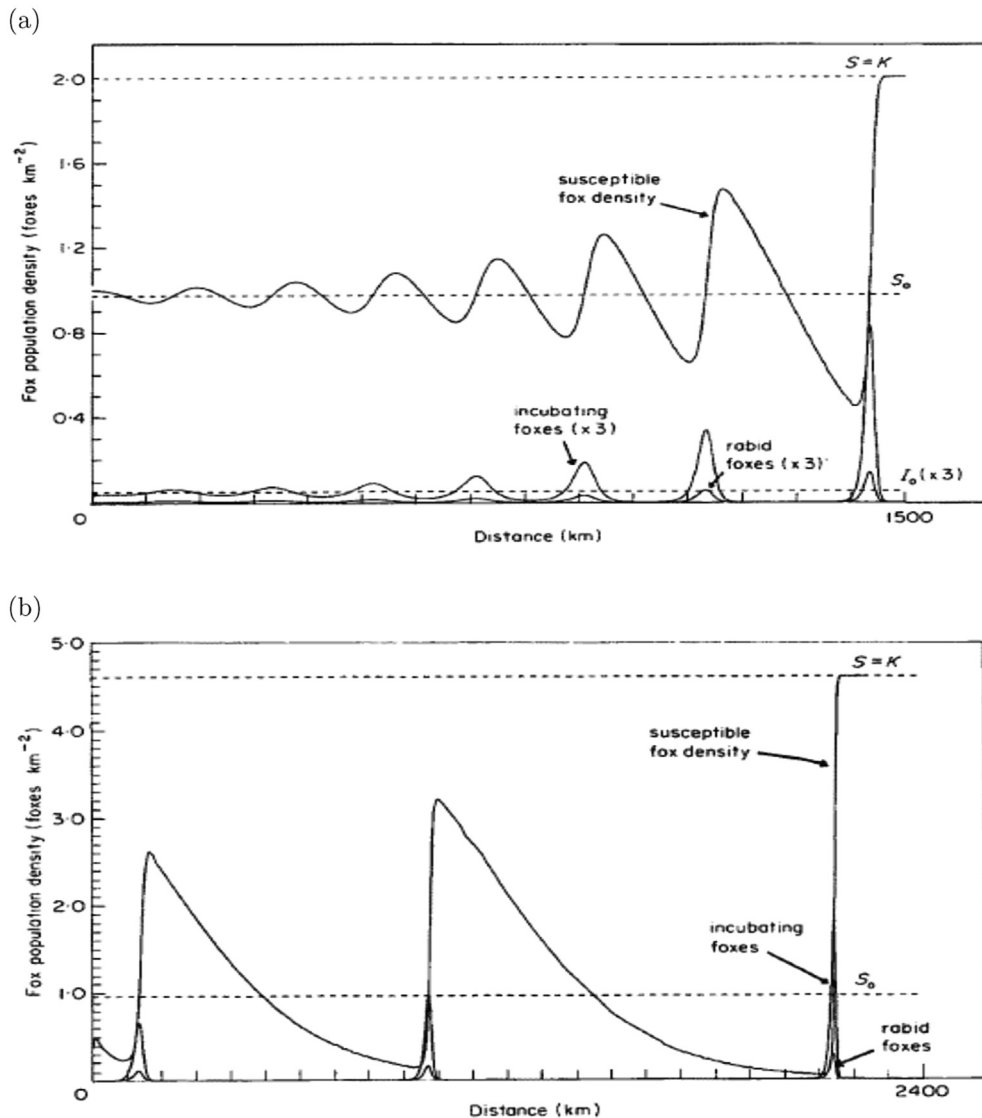 (a)
Fox population density (foxes km⁻²)
2·0
1·6
1·2
0·8
0·4
0
S = K
susceptible
fox density
S₀
incubating
foxes (×3)
rabid
foxes (×3)
I₀ (×3)
1500
Distance (km)
(b)
Fox population density (foxes km⁻²)
5·0
4·0
3·0
2·0
1·0
0
S = K
susceptible
fox density
incubating
foxes
S₀
rabid
foxes
2400
Distance (km)